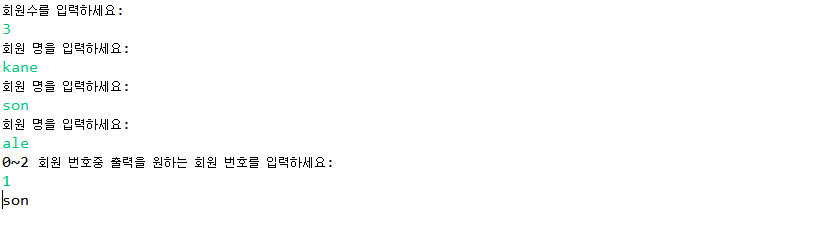 회원수를 입력하세요:
3
회원 명을 입력하세요:
kane
회원 명을 입력하세요:
son
회원 명을 입력하세요:
ale
0~2 회원 번호중 출력을 원하는 회원 번호를 입력하세요:
1
son